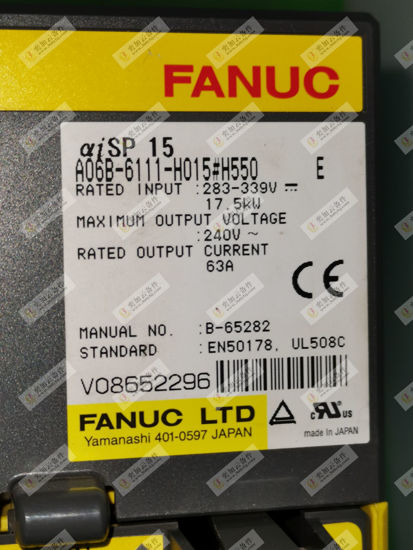 FANUC
αiSP 15
A06B-6111-H015#H550 E
RATED INPUT :283-339V ⎓
17.5kW
MAXIMUM OUTPUT VOLTAGE
:240V~
RATED OUTPUT CURRENT
63A
CE
MANUAL NO. :B-65282
STANDARD :EN50178, UL508C
V08652296
FANUC LTD
Yamanashi 401-0597 JAPAN
c RU us
made in JAPAN